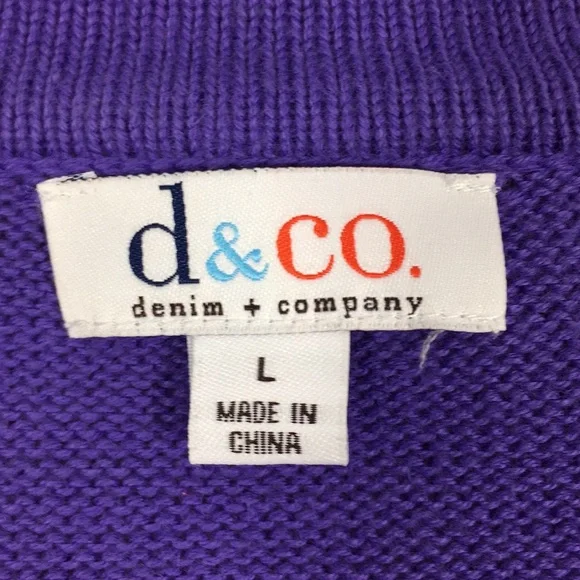 d&co.
denim + company
L
MADE IN
CHINA